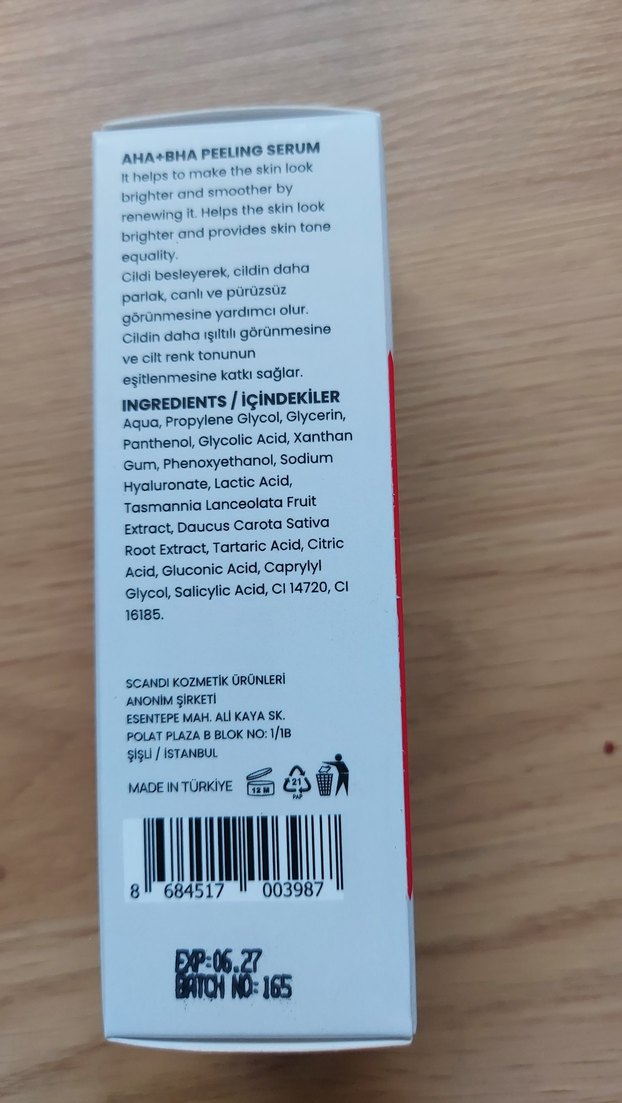 AHA+BHA PEELING SERUM
It helps to make the skin look
brighter and smoother by
renewing it. Helps the skin look
brighter and provides skin tone
equality.
Cildi besleyerek, cildin daha
parlak, canlı ve pürüzsüz
görünmesine yardımcı olur.
Cildin daha ışıltılı görünmesine
ve cilt renk tonunun
eşitlenmesine katkı sağlar.
INGREDIENTS / İÇİNDEKİLER
Aqua, Propylene Glycol, Glycerin,
Panthenol, Glycolic Acid, Xanthan
Gum, Phenoxyethanol, Sodium
Hyaluronate, Lactic Acid,
Tasmannia Lanceolata Fruit
Extract, Daucus Carota Sativa
Root Extract, Tartaric Acid, Citric
Acid, Gluconic Acid, Caprylyl
Glycol, Salicylic Acid, CI 14720, CI
16185.
SCANDI KOZMETİK ÜRÜNLERİ
ANONİM ŞİRKETİ
ESENTEPE MAH. ALİ KAYA SK.
POLAT PLAZA B BLOK NO: 1/1B
ŞİŞLİ / İSTANBUL
MADE IN TÜRKİYE 12 M 21
PAP
8 684517 003987
EXP:06.27
BATCH NO:165